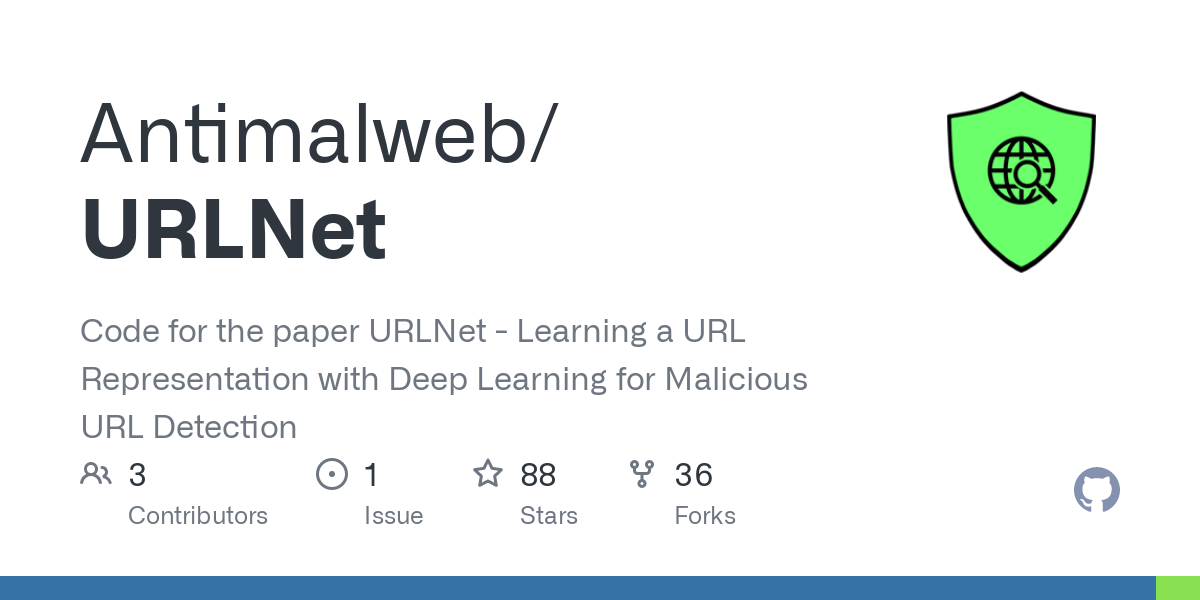 Antimalweb/
URLNet
Code for the paper URLNet - Learning a URL
Representation with Deep Learning for Malicious
URL Detection
3 1 88 36
Contributors Issue Stars Forks